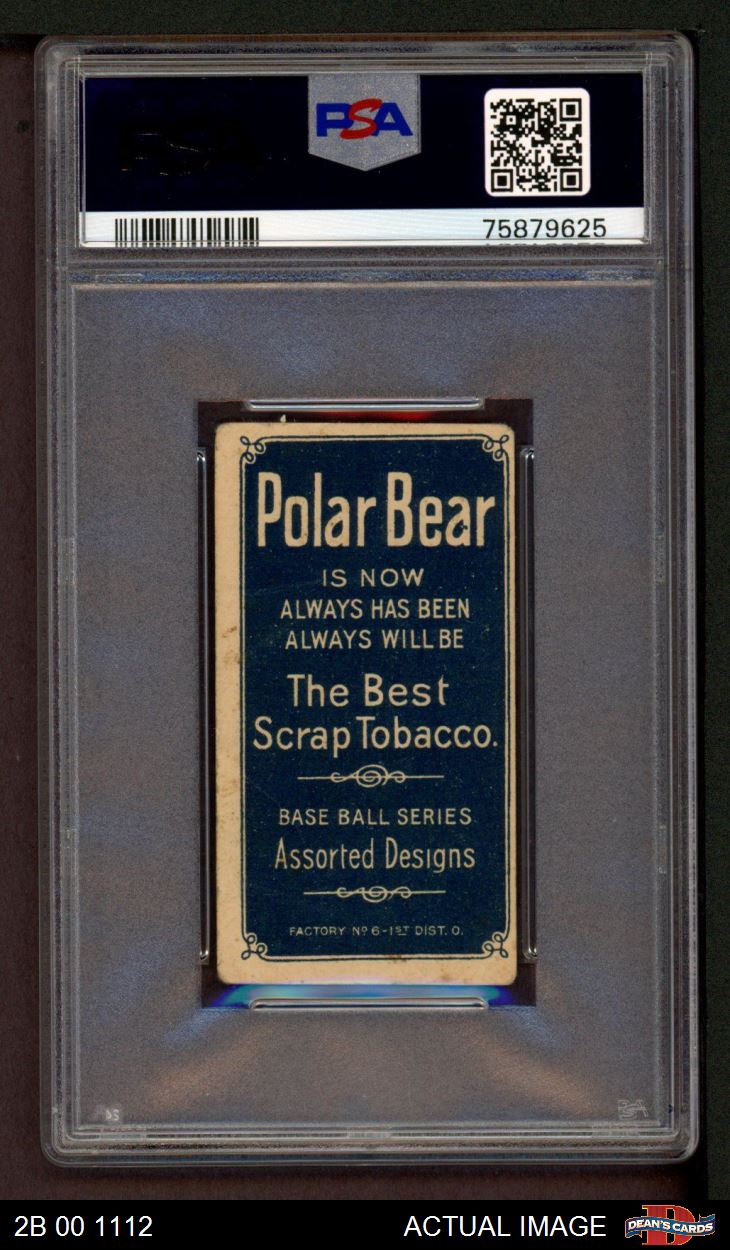 PSA
75879625
Polar Bear
IS NOW
ALWAYS HAS BEEN
ALWAYS WILL BE
The Best
Scrap Tobacco.
BASE BALL SERIES
Assorted Designs
FACTORY Nº 6-1ST DIST. O.
2B 00 1112
ACTUAL IMAGE
DEAN'S CARDS